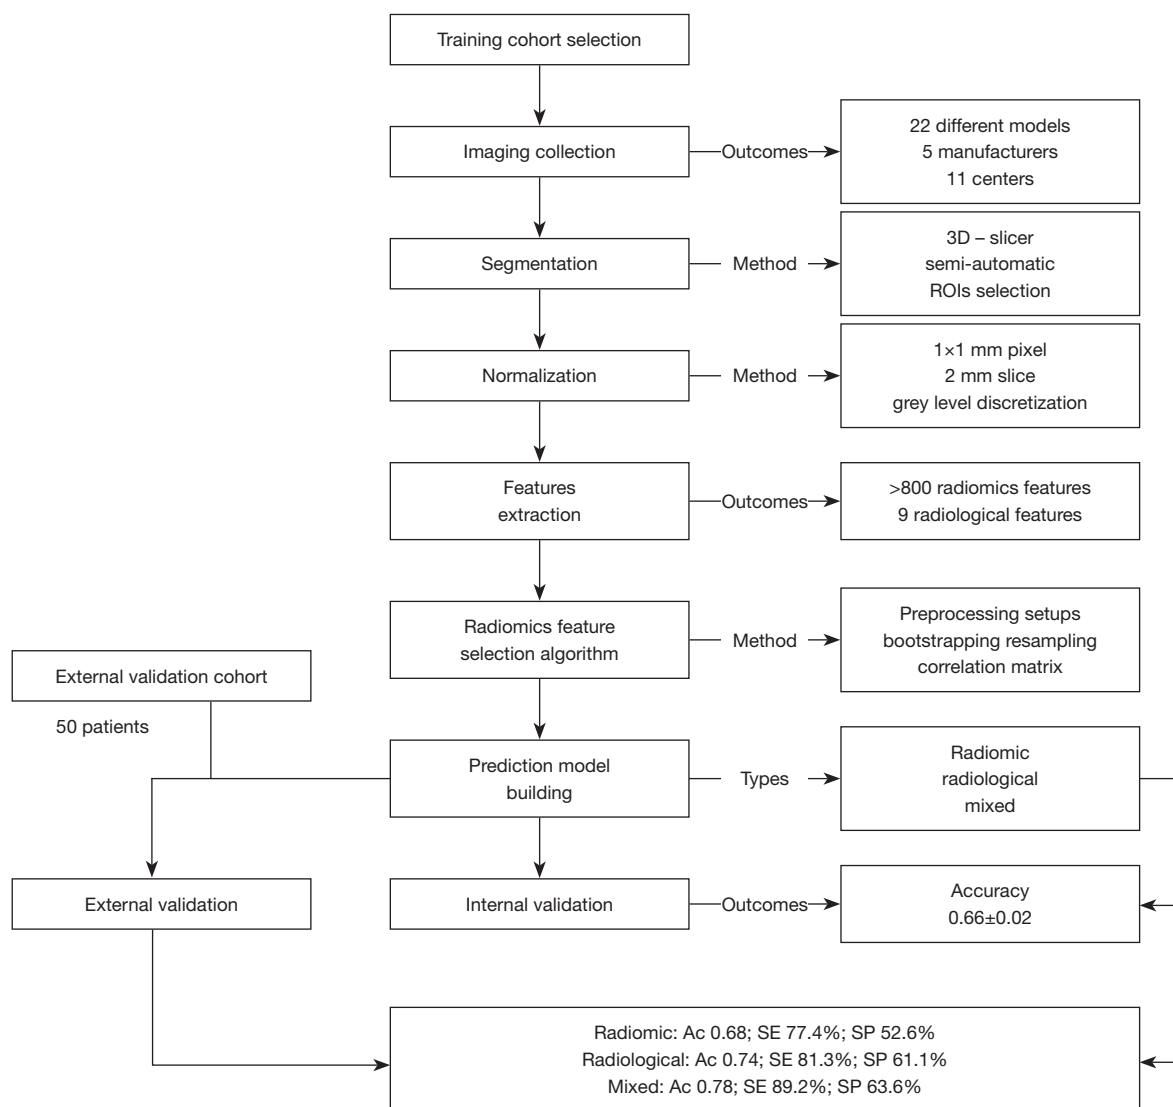 Training cohort selection
Imaging collection
Outcomes
22 different models
5 manufacturers
11 centers
Segmentation
Method
3D – slicer
semi-automatic
ROIs selection
Normalization
Method
1×1 mm pixel
2 mm slice
grey level discretization
Features
extraction
Outcomes
>800 radiomics features
9 radiological features
Radiomics feature
selection algorithm
Method
Preprocessing setups
bootstrapping resampling
correlation matrix
External validation cohort
50 patients
Prediction model
building
Types
Radiomic
radiological
mixed
External validation
Internal validation
Outcomes
Accuracy
0.66±0.02
Radiomic: Ac 0.68; SE 77.4%; SP 52.6%
Radiological: Ac 0.74; SE 81.3%; SP 61.1%
Mixed: Ac 0.78; SE 89.2%; SP 63.6%